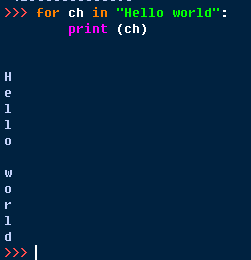 >>> for ch in "Hello world":
        print (ch)

H
e
l
l
o

w
o
r
l
d
>>>